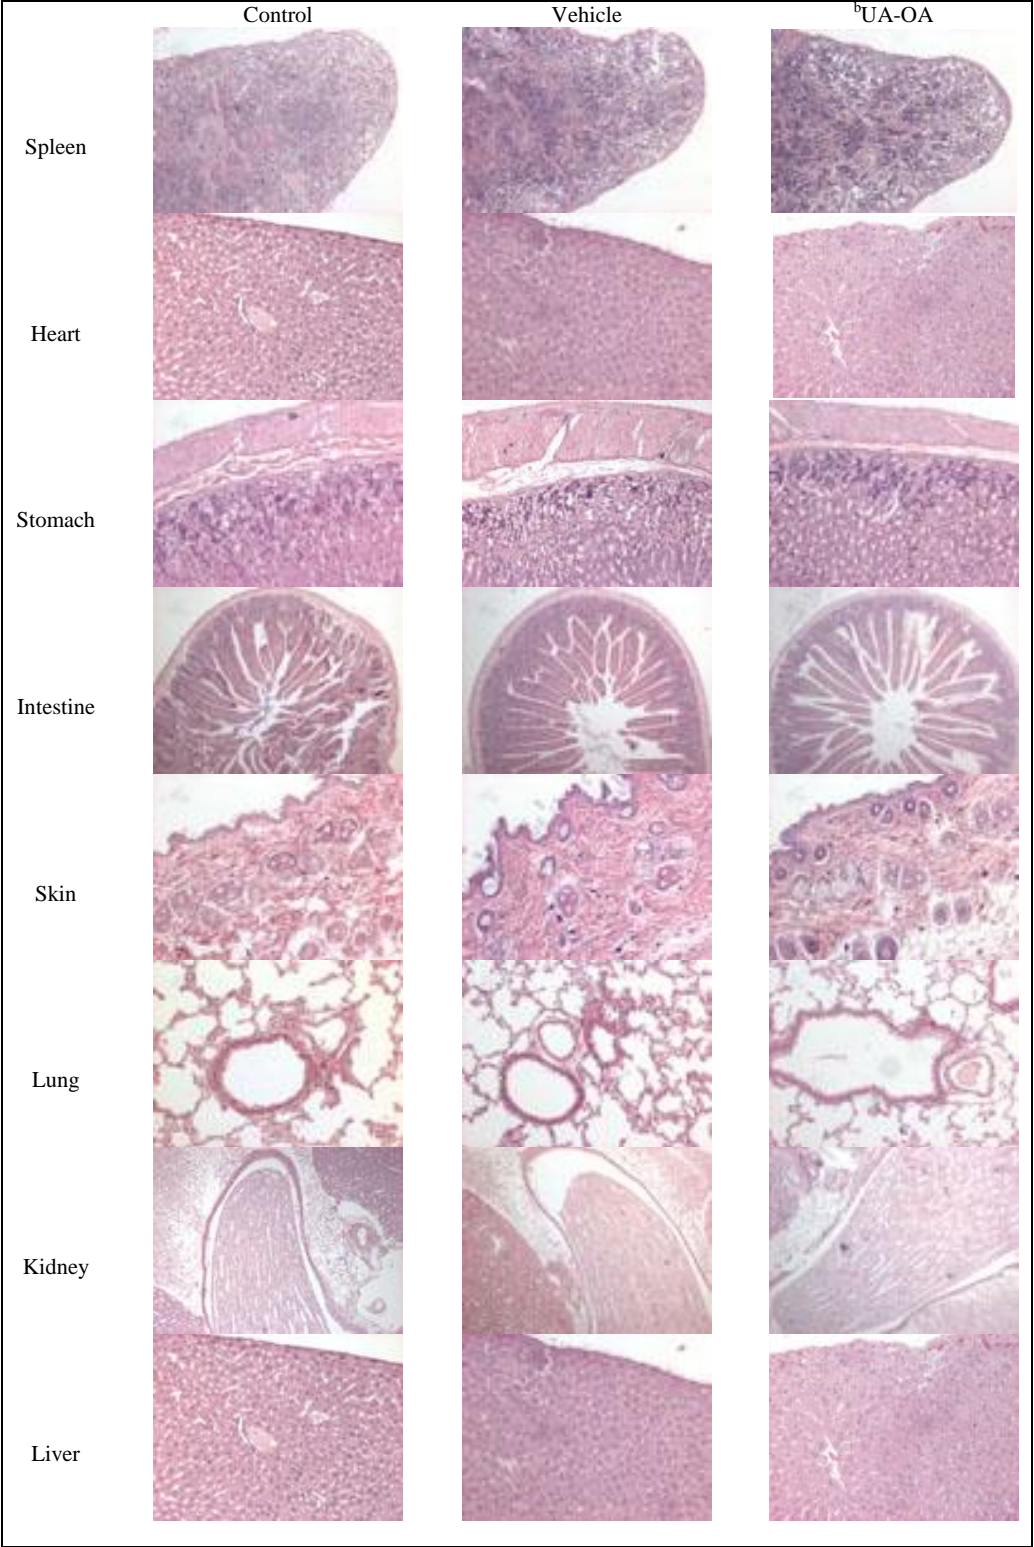 Control Vehicle ᵇUA-OA
Spleen
Heart
Stomach
Intestine
Skin
Lung
Kidney
Liver